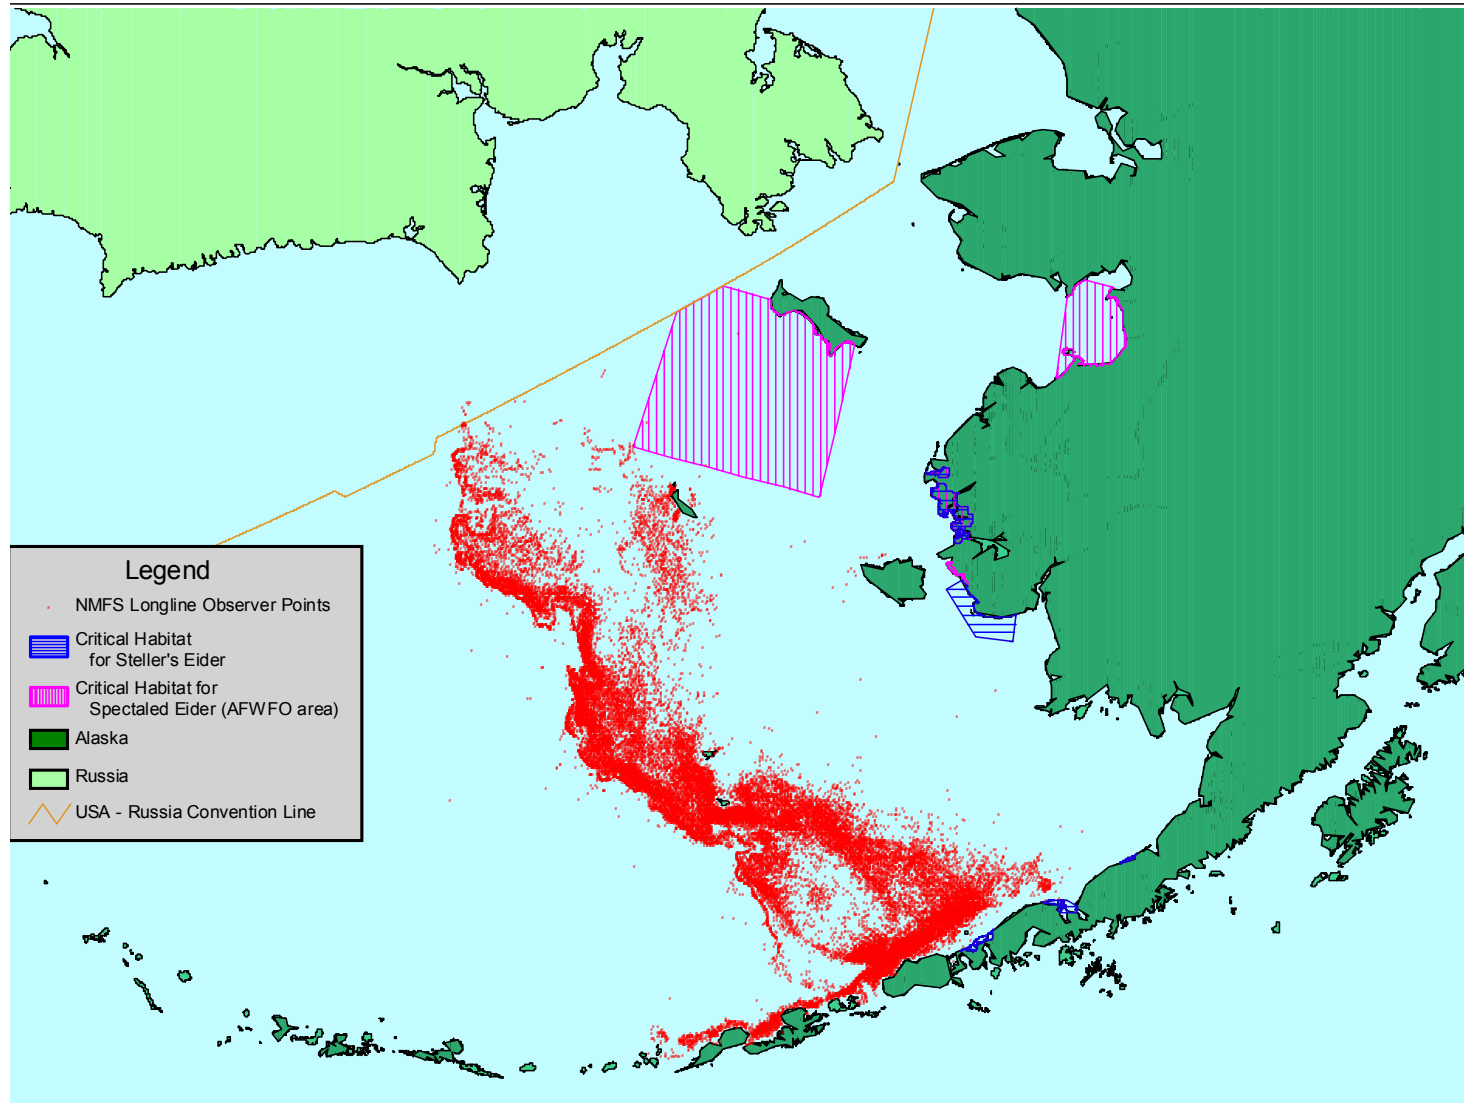 Legend
NMFS Longline Observer Points
Critical Habitat
for Steller's Eider
Critical Habitat for
Spectaled Eider (AFWFO area)
Alaska
Russia
USA - Russia Convention Line